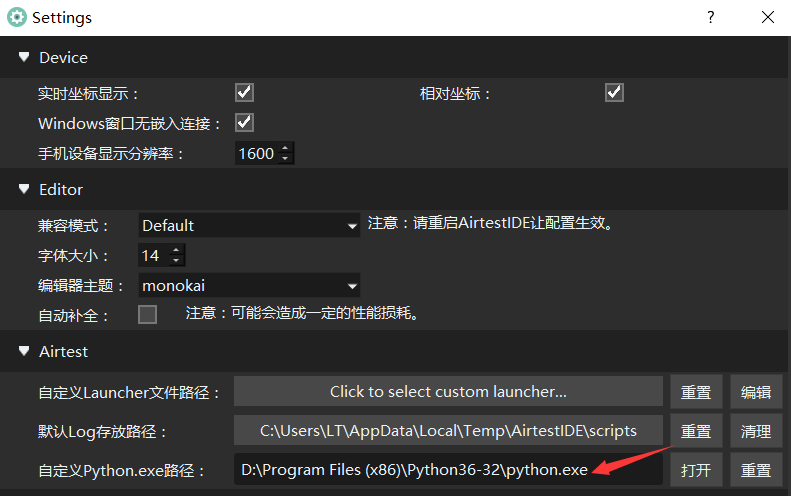 Settings ?
Device
实时坐标显示： 相对坐标：
Windows窗口无嵌入连接：
手机设备显示分辨率： 1600
Editor
兼容模式： Default 注意：请重启AirtestIDE让配置生效。
字体大小： 14
编辑器主题： monokai
自动补全： 注意：可能会造成一定的性能损耗。
Airtest
自定义Launcher文件路径： Click to select custom launcher... 重置 编辑
默认Log存放路径： C:\Users\LT\AppData\Local\Temp\AirtestIDE\scripts 重置 清理
自定义Python.exe路径： D:\Program Files (x86)\Python36-32\python.exe 打开 重置